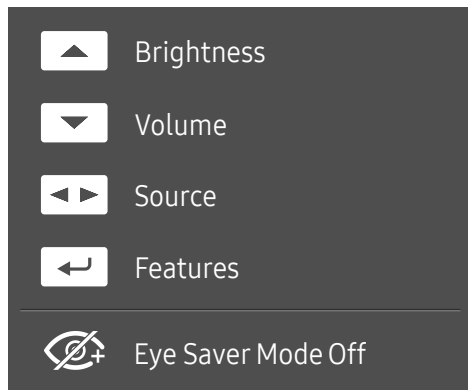 Brightness
Volume
Source
Features
Eye Saver Mode Off